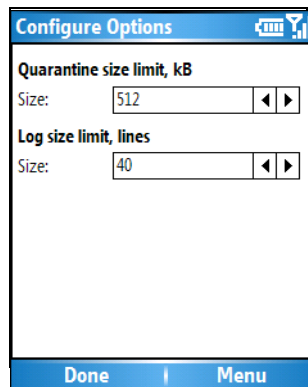 Configure Options
Quarantine size limit, kB
Size: 512
Log size limit, lines
Size: 40
Done Menu